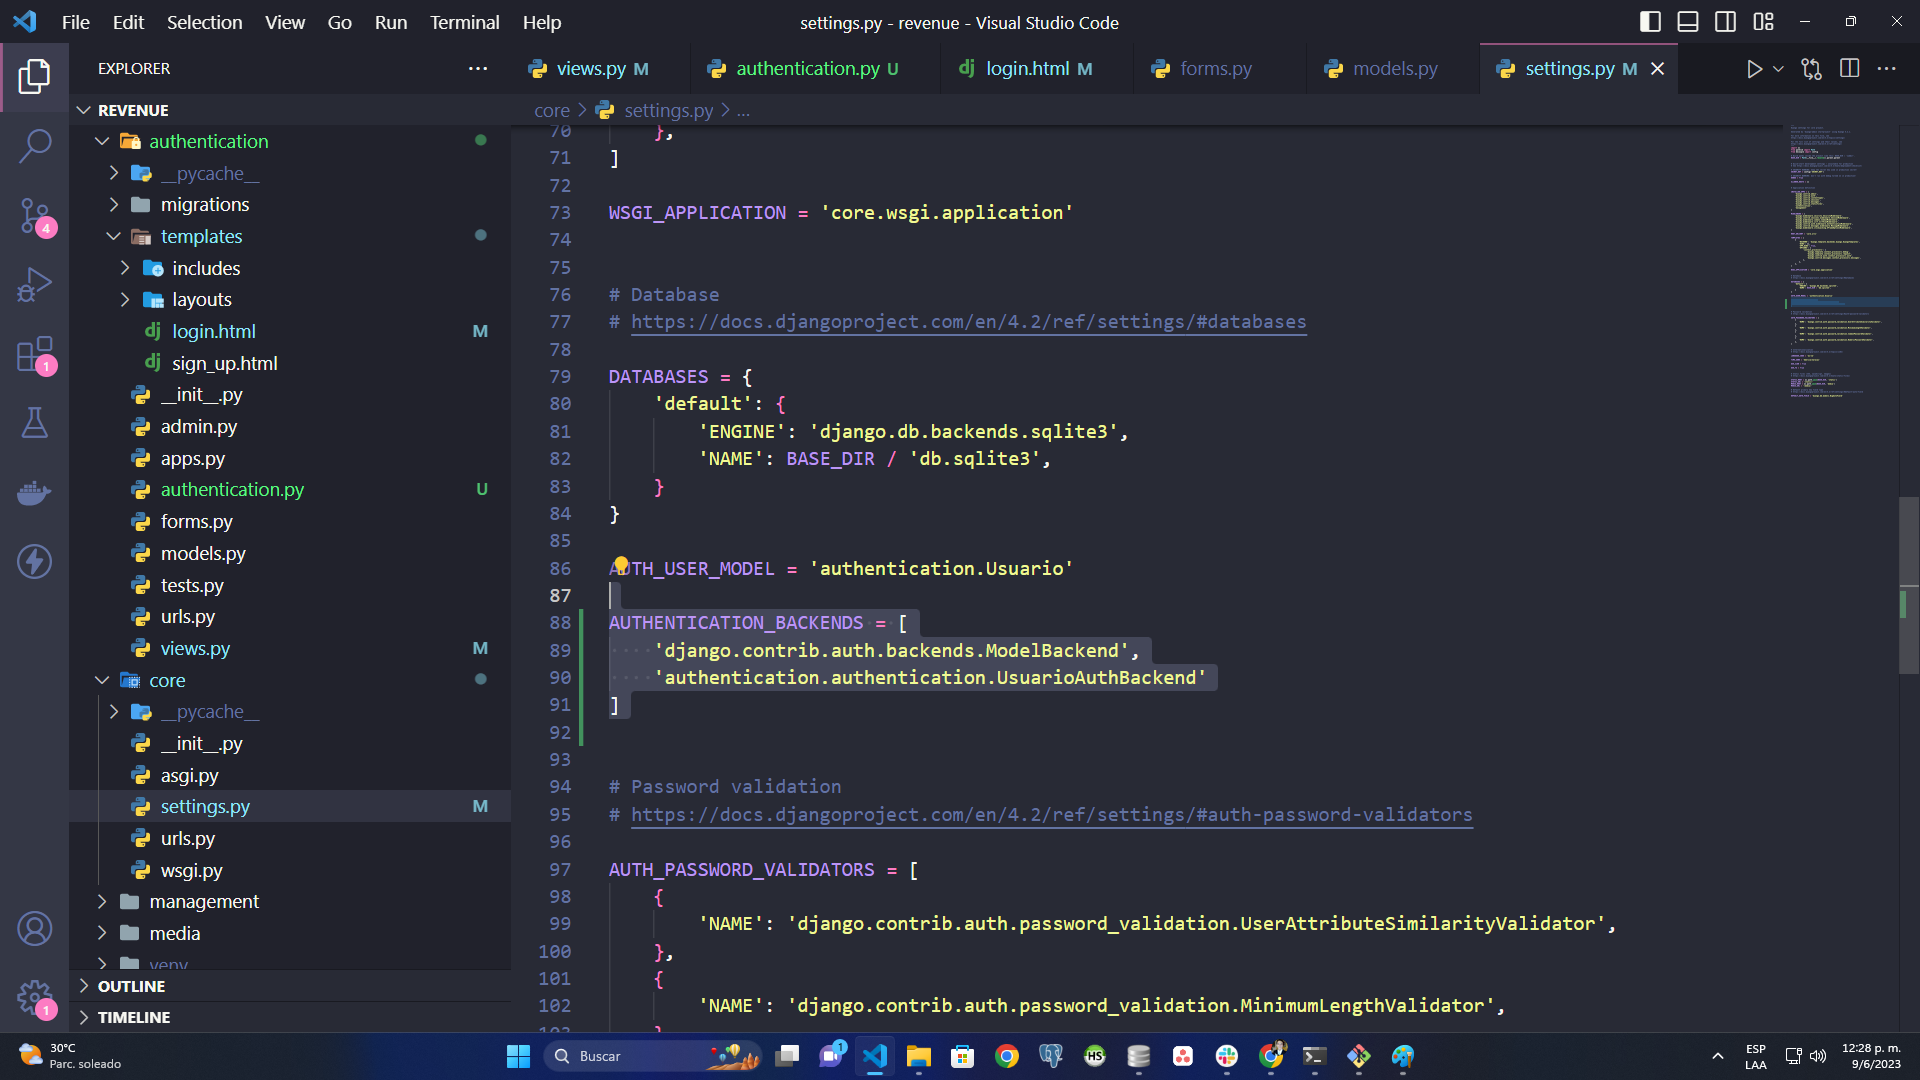 File Edit Selection View Go Run Terminal Help
settings.py - revenue - Visual Studio Code
EXPLORER
views.py M
authentication.py U
login.html M
forms.py
models.py
settings.py M
REVENUE
core > settings.py > ...
authentication
__pycache__
migrations
templates
includes
layouts
login.html M
sign_up.html
__init__.py
admin.py
apps.py
authentication.py U
forms.py
models.py
tests.py
urls.py
views.py M
core
__pycache__
__init__.py
asgi.py
settings.py M
urls.py
wsgi.py
management
media
venv
OUTLINE
TIMELINE
4
1
1
70 },
71 ]
72
73 WSGI_APPLICATION = 'core.wsgi.application'
74
75
76 # Database
77 # https://docs.djangoproject.com/en/4.2/ref/settings/#databases
78
79 DATABASES = {
80 'default': {
81 'ENGINE': 'django.db.backends.sqlite3',
82 'NAME': BASE_DIR / 'db.sqlite3',
83 }
84 }
85
86 AUTH_USER_MODEL = 'authentication.Usuario'
87
88 AUTHENTICATION_BACKENDS = [
89 'django.contrib.auth.backends.ModelBackend',
90 'authentication.authentication.UsuarioAuthBackend'
91 ]
92
93
94 # Password validation
95 # https://docs.djangoproject.com/en/4.2/ref/settings/#auth-password-validators
96
97 AUTH_PASSWORD_VALIDATORS = [
98 {
99 'NAME': 'django.contrib.auth.password_validation.UserAttributeSimilarityValidator',
100 },
101 {
102 'NAME': 'django.contrib.auth.password_validation.MinimumLengthValidator',
103 }
30°C
Parc. soleado
Buscar
1
HS
ESP
LAA
12:28 p. m.
9/6/2023